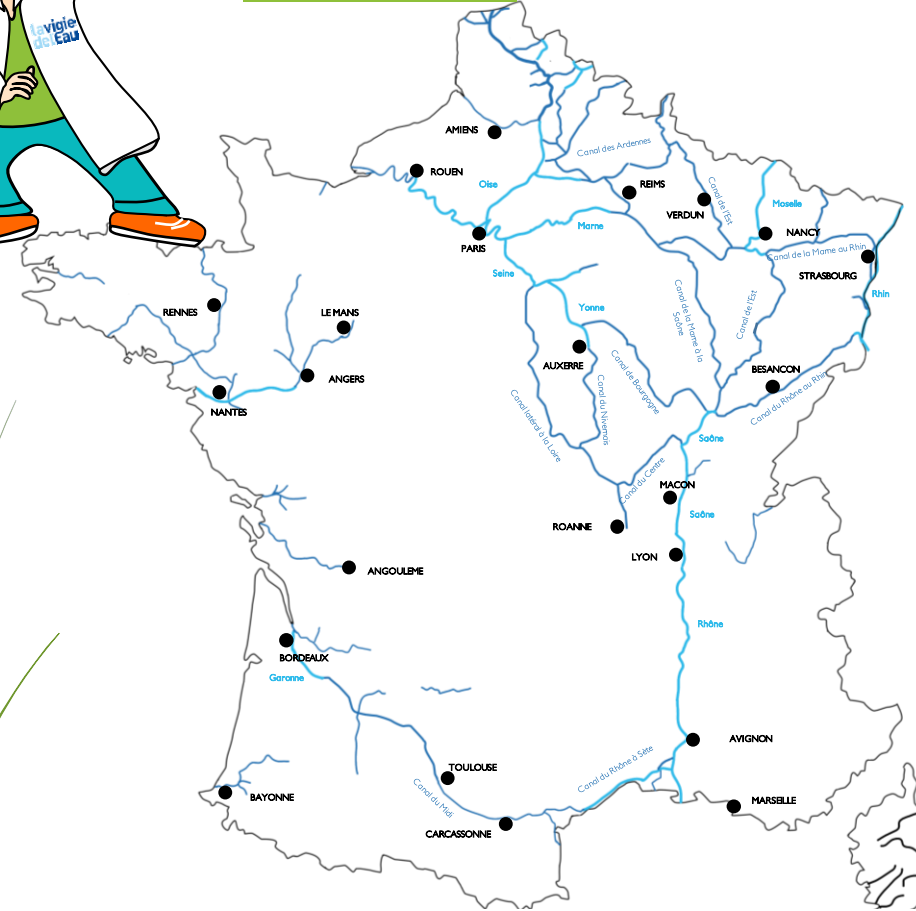 la vigie
de l'Eau
AMIENS
ROUEN
Canal des Ardennes
Oise
REIMS
VERDUN
Canal de l'Est
Moselle
Marne
NANCY
PARIS
Canal de la Marne au Rhin
STRASBOURG
Seine
Rhin
RENNES
LE MANS
Yonne
Canal de la Marne à la
Saône
Canal de l'Est
AUXERRE
BESANCON
ANGERS
Canal de Bourgogne
Canal du Rhône au Rhin
NANTES
Canal latéral à la Loire
Canal du Nivernais
Saône
Canal du Centre
MACON
Saône
ROANNE
LYON
ANGOULEME
Rhône
BORDEAUX
Garonne
AVIGNON
TOULOUSE
Canal du Rhône à Sète
Canal du Midi
BAYONNE
MARSEILLE
CARCASSONNE